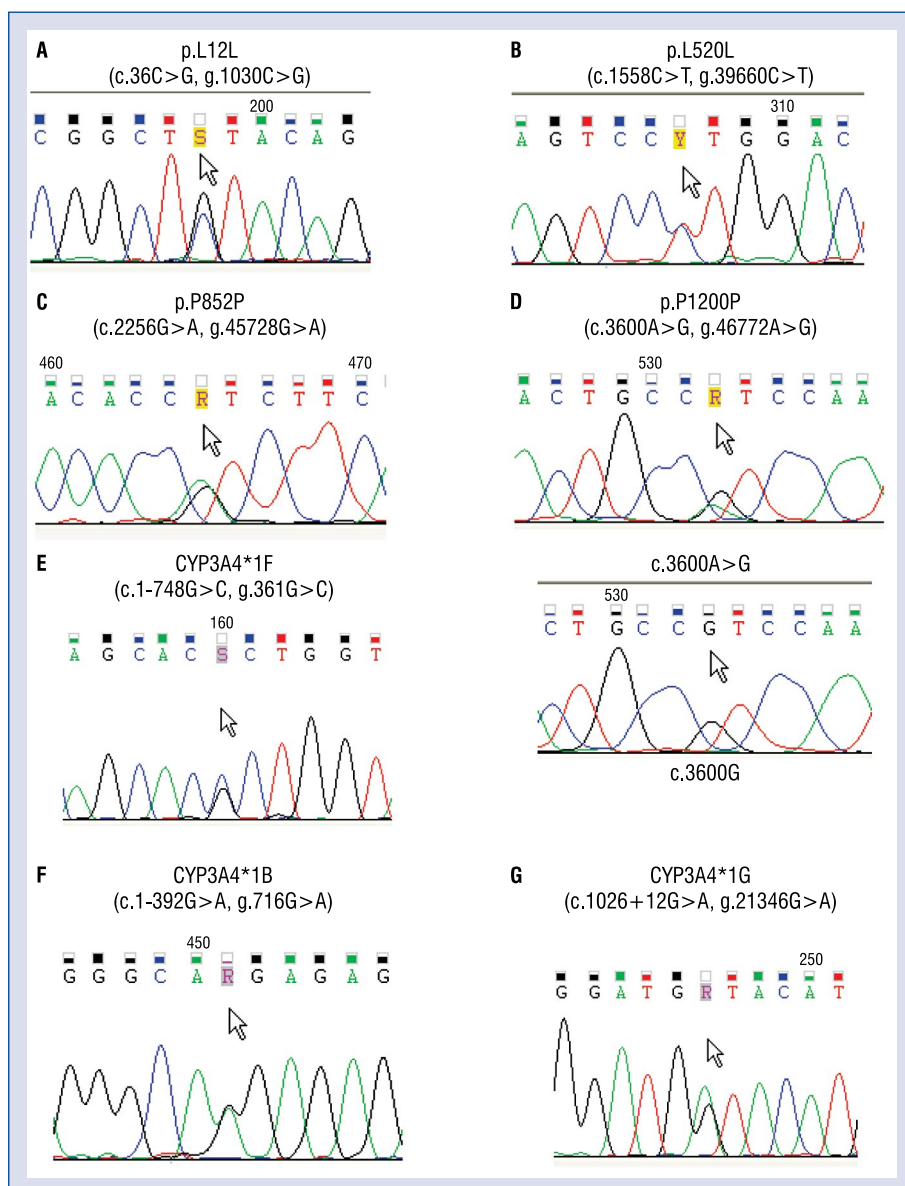 A
p.L12L
(c.36C>G, g.1030C>G)
200
C G G C T S T A C A G
B
p.L520L
(c.1558C>T, g.39660C>T)
310
A G T C C Y T G G A C
C
p.P852P
(c.2256G>A, g.45728G>A)
460 470
A C A C C R T C T T C
D
p.P1200P
(c.3600A>G, g.46772A>G)
530
A C T G C C R T C C A A
E
CYP3A4*1F
(c.1-748G>C, g.361G>C)
160
A G C A C S C T G G T
c.3600A>G
530
C T G C C G T C C A A
c.3600G
F
CYP3A4*1B
(c.1-392G>A, g.716G>A)
450
G G G C A R G A G A G
G
CYP3A4*1G
(c.1026+12G>A, g.21346G>A)
250
G G A T G R T A C A T